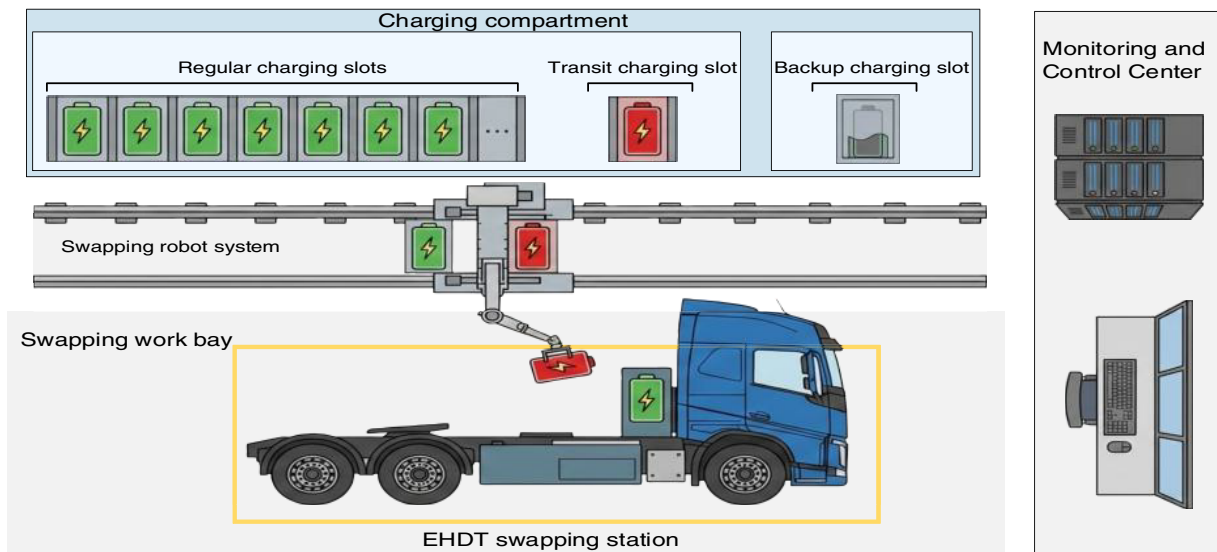 Charging compartment
Regular charging slots
Transit charging slot
Backup charging slot
...
Monitoring and
Control Center
Swapping robot system
Swapping work bay
EHDT swapping station